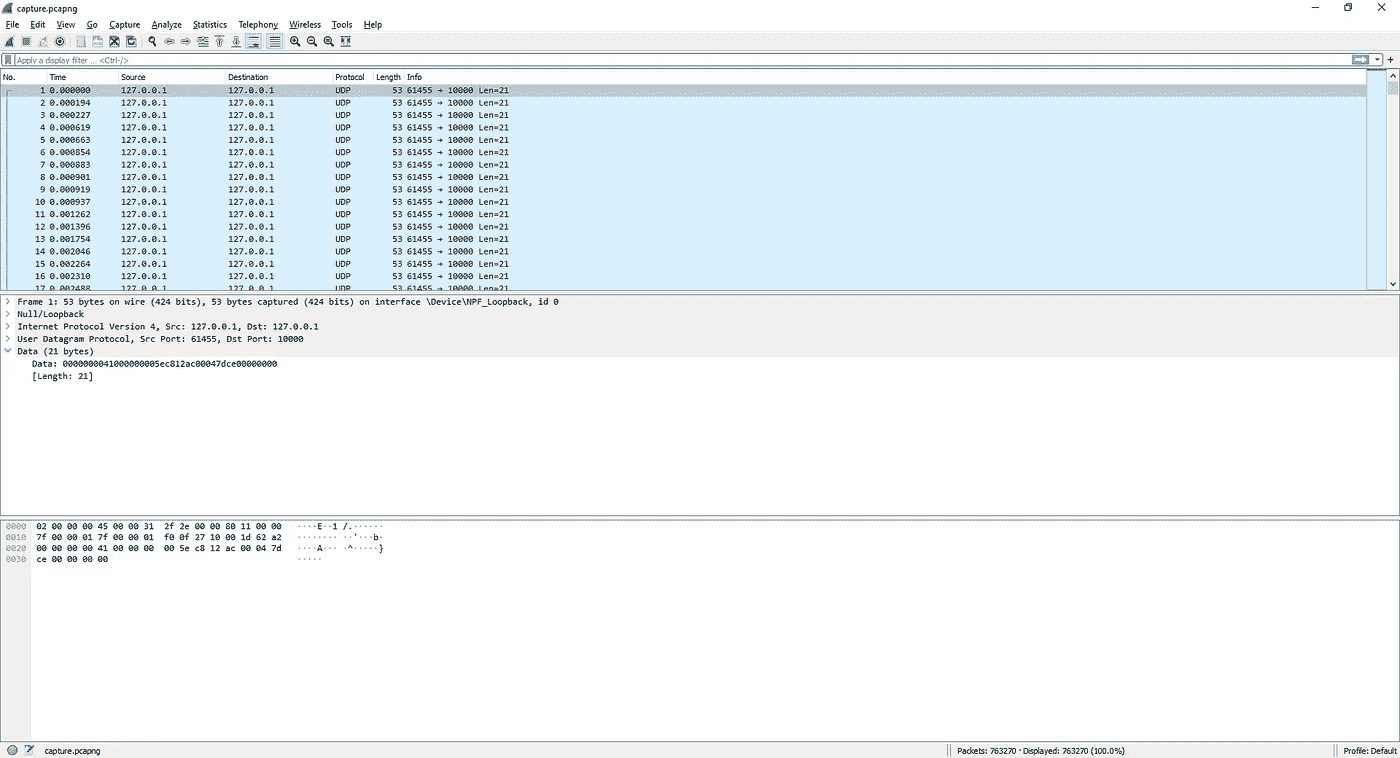 capture.pcapng
File Edit View Go Capture Analyze Statistics Telephony Wireless Tools Help
Apply a display filter ... <Ctrl-/>
No. Time Source Destination Protocol Length Info
1 0.000000 127.0.0.1 127.0.0.1 UDP 53 61455 → 10000 Len=21
2 0.000194 127.0.0.1 127.0.0.1 UDP 53 61455 → 10000 Len=21
3 0.000227 127.0.0.1 127.0.0.1 UDP 53 61455 → 10000 Len=21
4 0.000619 127.0.0.1 127.0.0.1 UDP 53 61455 → 10000 Len=21
5 0.000663 127.0.0.1 127.0.0.1 UDP 53 61455 → 10000 Len=21
6 0.000854 127.0.0.1 127.0.0.1 UDP 53 61455 → 10000 Len=21
7 0.000883 127.0.0.1 127.0.0.1 UDP 53 61455 → 10000 Len=21
8 0.000901 127.0.0.1 127.0.0.1 UDP 53 61455 → 10000 Len=21
9 0.000919 127.0.0.1 127.0.0.1 UDP 53 61455 → 10000 Len=21
10 0.000937 127.0.0.1 127.0.0.1 UDP 53 61455 → 10000 Len=21
11 0.001262 127.0.0.1 127.0.0.1 UDP 53 61455 → 10000 Len=21
12 0.001396 127.0.0.1 127.0.0.1 UDP 53 61455 → 10000 Len=21
13 0.001754 127.0.0.1 127.0.0.1 UDP 53 61455 → 10000 Len=21
14 0.002046 127.0.0.1 127.0.0.1 UDP 53 61455 → 10000 Len=21
15 0.002264 127.0.0.1 127.0.0.1 UDP 53 61455 → 10000 Len=21
16 0.002310 127.0.0.1 127.0.0.1 UDP 53 61455 → 10000 Len=21
17 0.002488 127.0.0.1 127.0.0.1 UDP 53 61455 → 10000 Len=21
Frame 1: 53 bytes on wire (424 bits), 53 bytes captured (424 bits) on interface \Device\NPF_Loopback, id 0
Null/Loopback
Internet Protocol Version 4, Src: 127.0.0.1, Dst: 127.0.0.1
User Datagram Protocol, Src Port: 61455, Dst Port: 10000
Data (21 bytes)
Data: 0000000041000000005ec812ac00047dce00000000
[Length: 21]
0000 02 00 00 00 45 00 00 31 2f 2e 00 00 80 11 00 00 ····E··1 /.······
0010 7f 00 00 01 7f 00 00 01 f0 0f 27 10 00 1d 62 a2 ········ ··'···b·
0020 00 00 00 00 41 00 00 00 00 5e c8 12 ac 00 04 7d ····A··· ·^·····}
0030 ce 00 00 00 00 ·····
capture.pcapng
Packets: 763270 · Displayed: 763270 (100.0%)
Profile: Default